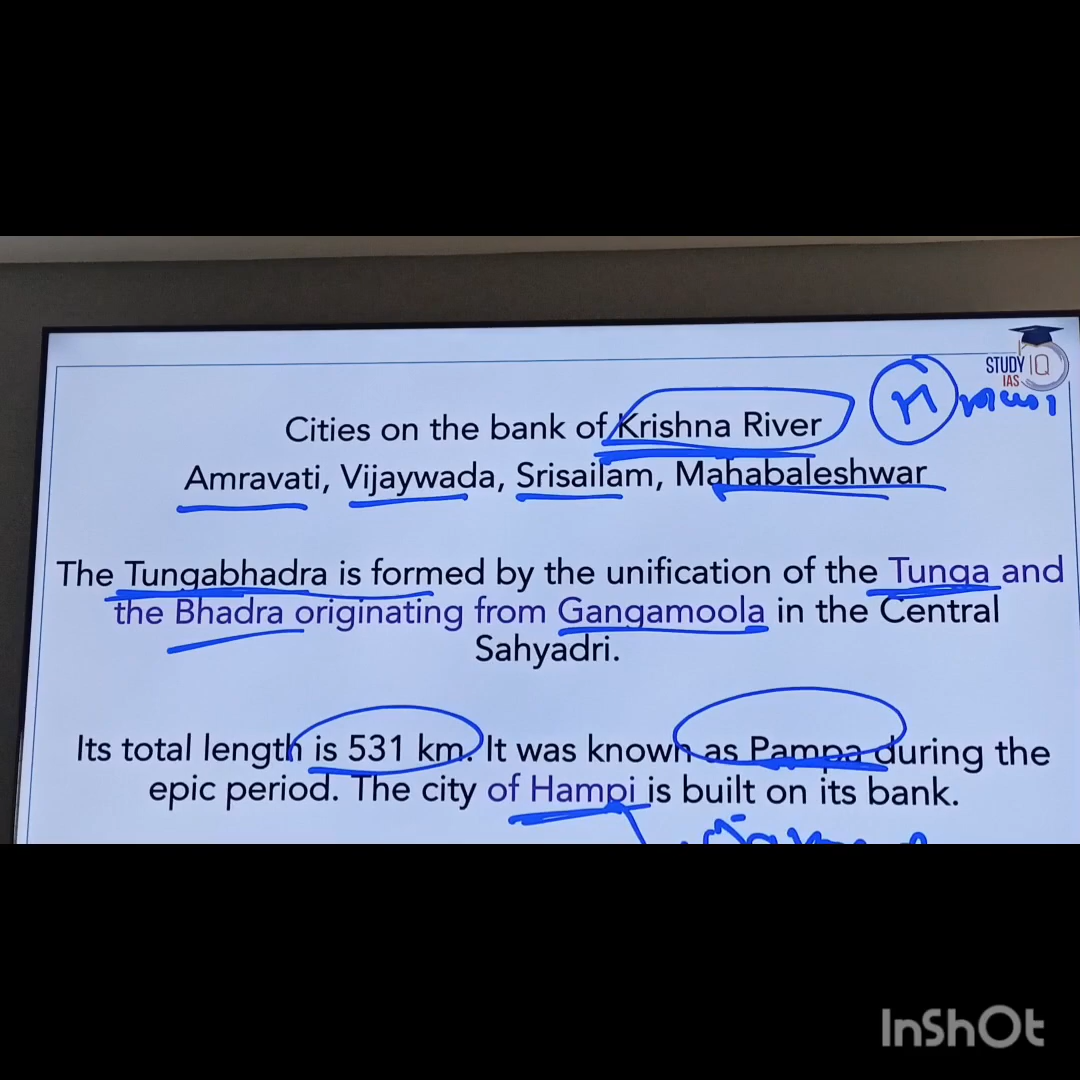 STUDY IQ
IAS
Cities on the bank of Krishna River
Amravati, Vijaywada, Srisailam, Mahabaleshwar
The Tungabhadra is formed by the unification of the Tunga and
the Bhadra originating from Gangamoola in the Central
Sahyadri.
Its total length is 531 km. It was known as Pampa during the
epic period. The city of Hampi is built on its bank.
InShOt